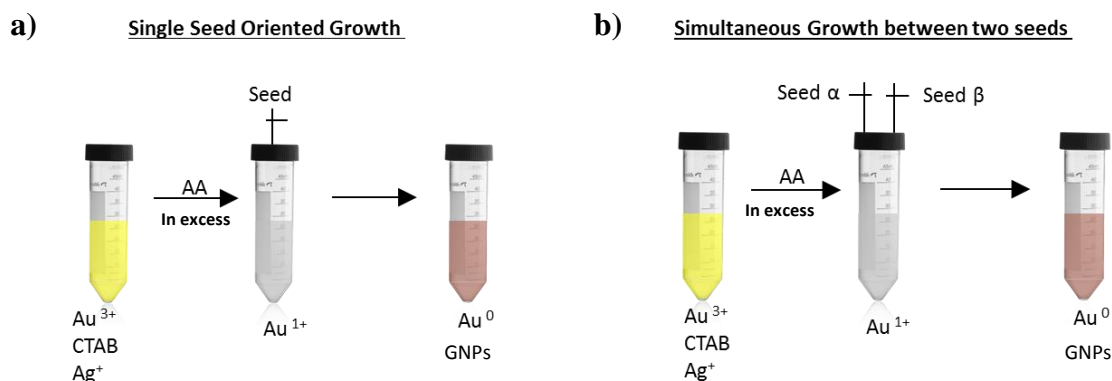 a)
Single Seed Oriented Growth
Seed
AA
In excess
Au 3+
CTAB
Ag+
Au 1+
Au 0
GNPs
b)
Simultaneous Growth between two seeds
Seed α
Seed β
AA
In excess
Au 3+
CTAB
Ag+
Au 1+
Au 0
GNPs